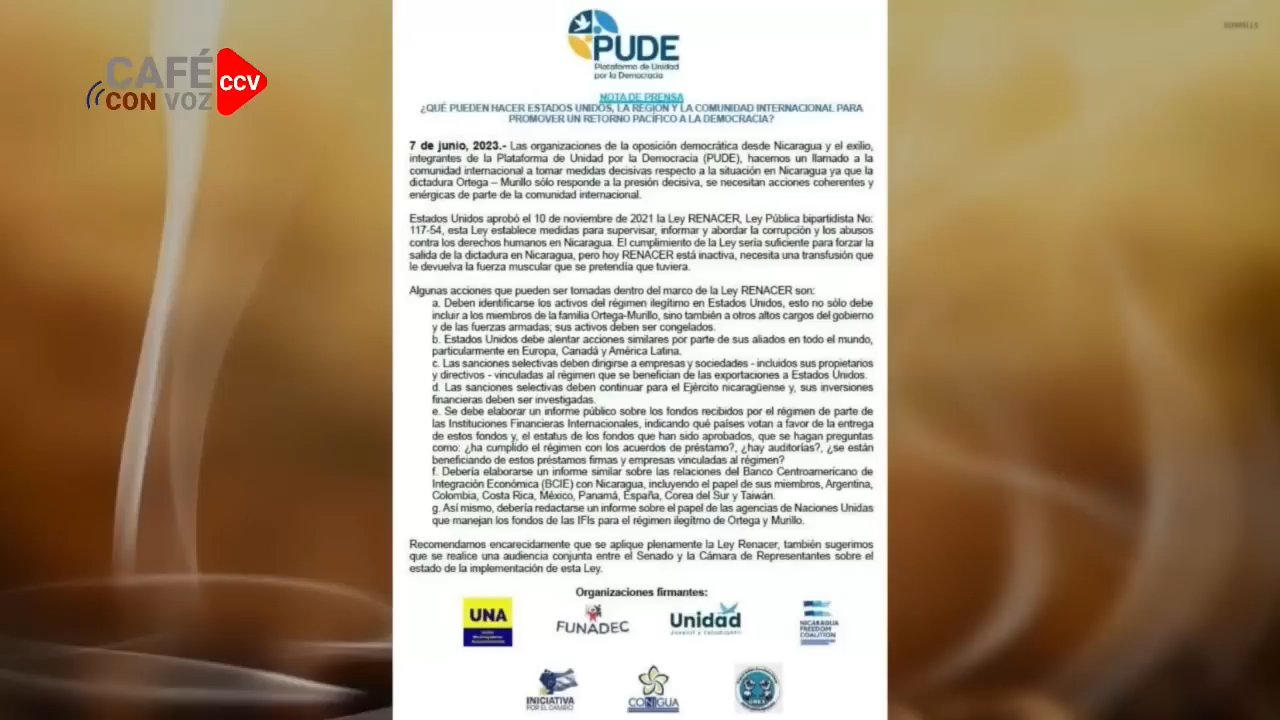 CAFÉ
CON VOZ
CCV
PUDE
Plataforma de Unidad
por la Democracia
NOTA DE PRENSA
¿QUÉ PUEDEN HACER ESTADOS UNIDOS, LA REGIÓN Y LA COMUNIDAD INTERNACIONAL PARA
PROMOVER UN RETORNO PACÍFICO A LA DEMOCRACIA?
7 de junio, 2023.- Las organizaciones de la oposición democrática desde Nicaragua y el exilio,
integrantes de la Plataforma de Unidad por la Democracia (PUDE), hacemos un llamado a la
comunidad internacional a tomar medidas decisivas respecto a la situación en Nicaragua ya que la
dictadura Ortega – Murillo sólo responde a la presión decisiva, se necesitan acciones coherentes y
enérgicas de parte de la comunidad internacional.
Estados Unidos aprobó el 10 de noviembre de 2021 la Ley RENACER, Ley Pública bipartidista No:
117-54, esta Ley establece medidas para supervisar, informar y abordar la corrupción y los abusos
contra los derechos humanos en Nicaragua. El cumplimiento de la Ley sería suficiente para forzar la
salida de la dictadura en Nicaragua, pero hoy RENACER está inactiva, necesita una transfusión que
le devuelva la fuerza muscular que se pretendía que tuviera.
Algunas acciones que pueden ser tomadas dentro del marco de la Ley RENACER son:
a. Deben identificarse los activos del régimen ilegítimo en Estados Unidos, esto no sólo debe
incluir a los miembros de la familia Ortega-Murillo, sino también a otros altos cargos del gobierno
y de las fuerzas armadas; sus activos deben ser congelados.
b. Estados Unidos debe alentar acciones similares por parte de sus aliados en todo el mundo,
particularmente en Europa, Canadá y América Latina.
c. Las sanciones selectivas deben dirigirse a empresas y sociedades - incluidos sus propietarios
y directivos - vinculadas al régimen que se benefician de las exportaciones a Estados Unidos.
d. Las sanciones selectivas deben continuar para el Ejército nicaragüense y, sus inversiones
financieras deben ser investigadas.
e. Se debe elaborar un informe público sobre los fondos recibidos por el régimen de parte de
las Instituciones Financieras Internacionales, indicando qué países votan a favor de la entrega
de estos fondos y, el estatus de los fondos que han sido aprobados, que se hagan preguntas
como: ¿ha cumplido el régimen con los acuerdos de préstamo?, ¿hay auditorías?, ¿se están
beneficiando de estos préstamos firmas y empresas vinculadas al régimen?
f. Debería elaborarse un informe similar sobre las relaciones del Banco Centroamericano de
Integración Económica (BCIE) con Nicaragua, incluyendo el papel de sus miembros, Argentina,
Colombia, Costa Rica, México, Panamá, España, Corea del Sur y Taiwán.
g. Así mismo, debería redactarse un informe sobre el papel de las agencias de Naciones Unidas
que manejan los fondos de las IFIs para el régimen ilegítmo de Ortega y Murillo.
Recomendamos encarecidamente que se aplique plenamente la Ley Renacer, también sugerimos
que se realice una audiencia conjunta entre el Senado y la Cámara de Representantes sobre el
estado de la implementación de esta Ley.
Organizaciones firmantes:
UNA
FUNADEC
Unidad
NICARAGUA
FREEDOM
COALITION
INICIATIVA
POR EL CAMBIO
CONIGUA